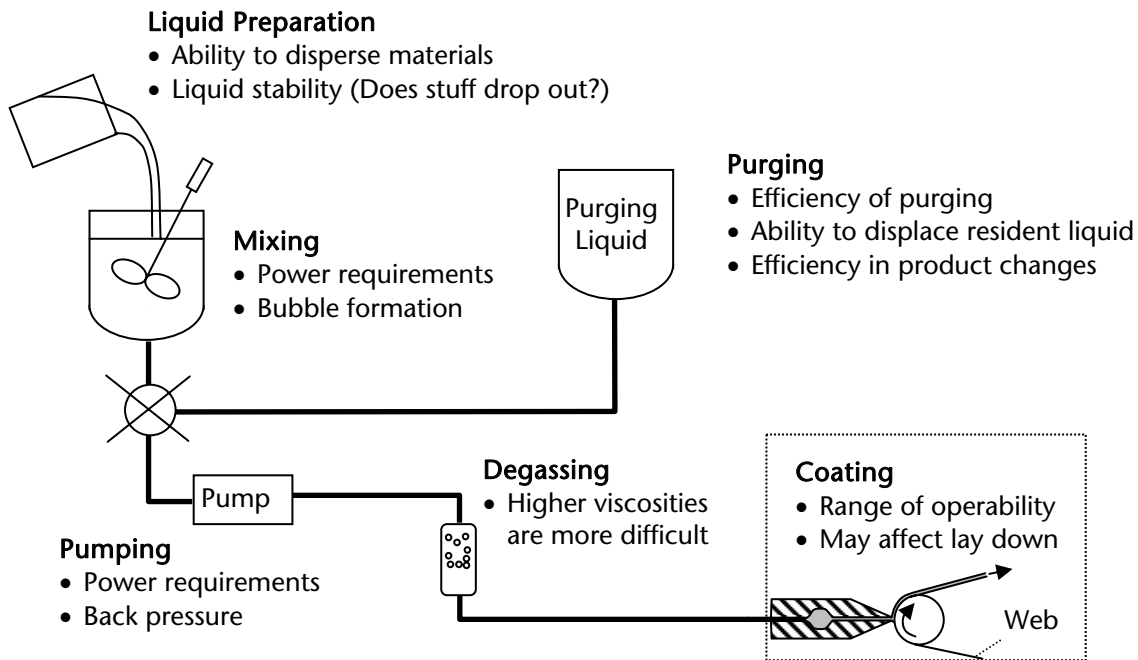 Liquid Preparation
• Ability to disperse materials
• Liquid stability (Does stuff drop out?)
Mixing
• Power requirements
• Bubble formation
Purging
Liquid
Purging
• Efficiency of purging
• Ability to displace resident liquid
• Efficiency in product changes
Pump
Pumping
• Power requirements
• Back pressure
Degassing
• Higher viscosities
are more difficult
Coating
• Range of operability
• May affect lay down
Web